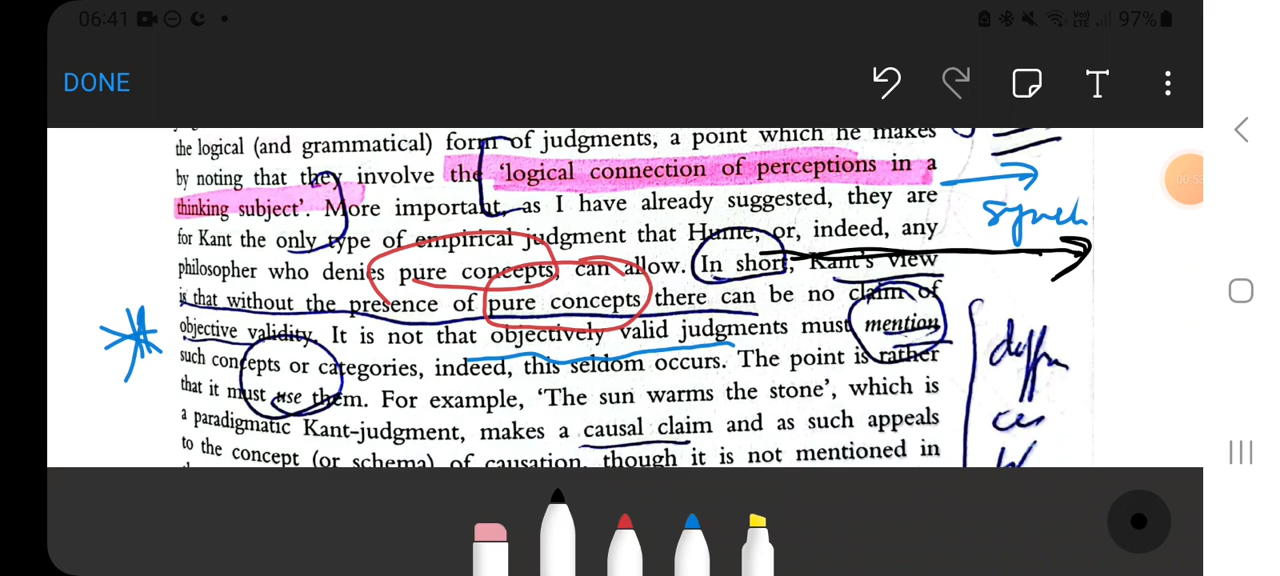 06:41
Vo)) LTE 97%
DONE
T
the logical (and grammatical) form of judgments, a point which he makes
by noting that they involve the 'logical connection of perceptions in a
thinking subject'. More important, as I have already suggested, they are
for Kant the only type of empirical judgment that Hume, or, indeed, any
philosopher who denies pure concepts, can allow. In short, Kant's view
is that without the presence of pure concepts there can be no claim of
objective validity. It is not that objectively valid judgments must mention
such concepts or categories, indeed, this seldom occurs. The point is rather
that it must use them. For example, 'The sun warms the stone', which is
a paradigmatic Kant-judgment, makes a causal claim and as such appeals
to the concept (or schema) of causation, though it is not mentioned in
00:53